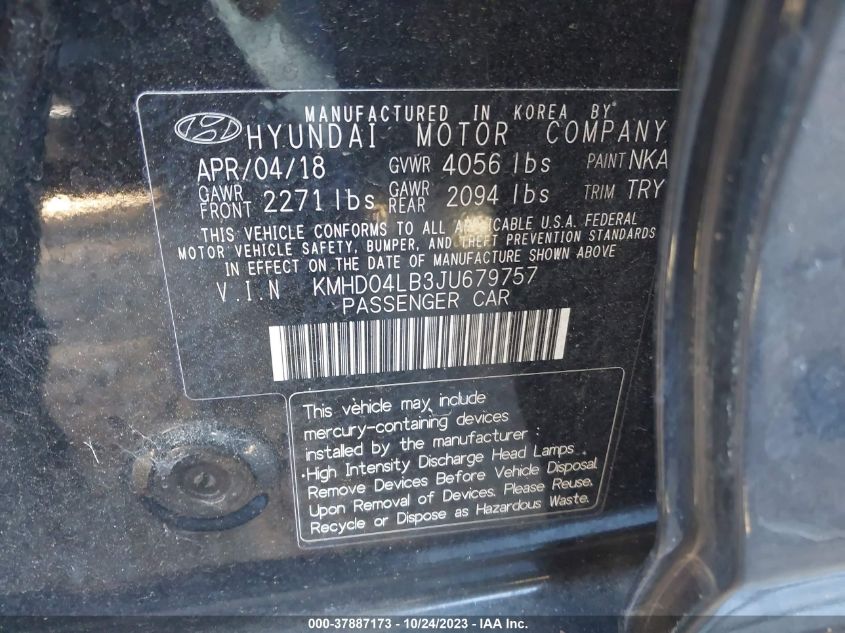 MANUFACTURED IN KOREA BY
HYUNDAI MOTOR COMPANY
APR/04/18 GVWR 4056 lbs PAINT NKA
GAWR FRONT 2271 lbs GAWR REAR 2094 lbs TRIM TRY
THIS VEHICLE CONFORMS TO ALL APPLICABLE U.S.A. FEDERAL
MOTOR VEHICLE SAFETY, BUMPER, AND THEFT PREVENTION STANDARDS
IN EFFECT ON THE DATE OF MANUFACTURE SHOWN ABOVE
V.I.N KMHD04LB3JU679757
PASSENGER CAR
This vehicle may include
mercury-containing devices
installed by the manufacturer :
·High Intensity Discharge Head Lamps
Remove Devices Before Vehicle Disposal.
Upon Removal of Devices. Please Reuse,
Recycle or Dispose as Hazardous Waste.
000-37887173 - 10/24/2023 - IAA Inc.